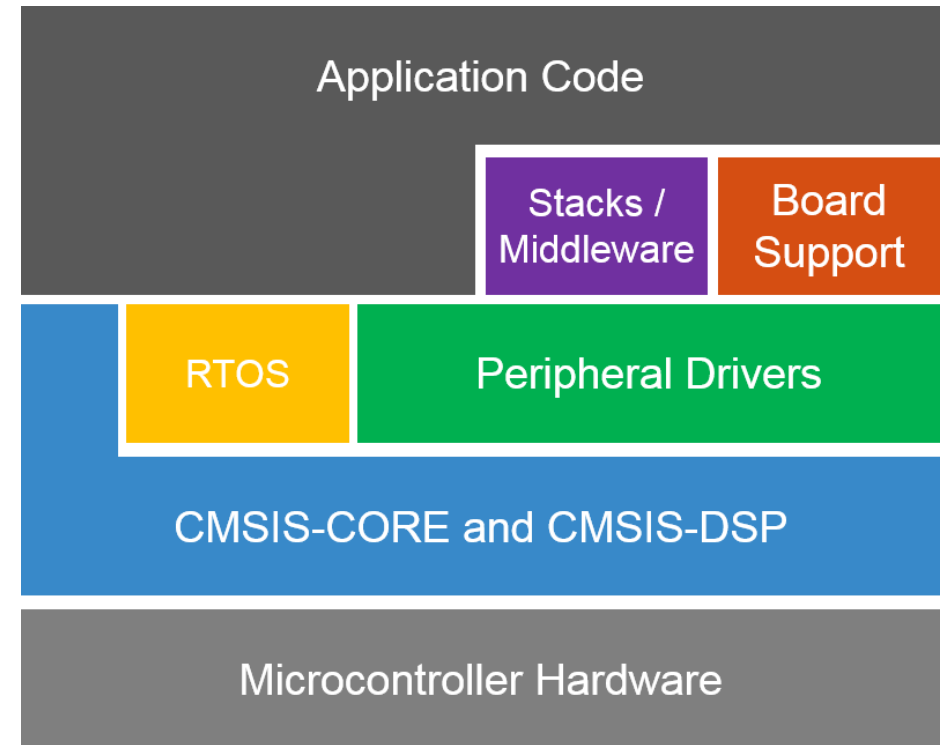 Application Code
Stacks /
Middleware
Board
Support
RTOS
Peripheral Drivers
CMSIS-CORE and CMSIS-DSP
Microcontroller Hardware